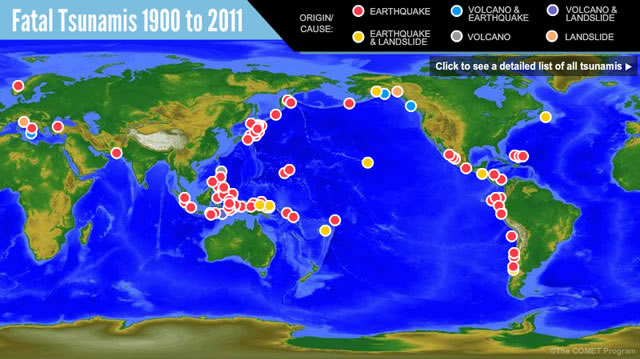 Fatal Tsunamis 1900 to 2011
ORIGIN/
CAUSE:
EARTHQUAKE
VOLCANO &
EARTHQUAKE
VOLCANO
& LANDSLIDE
EARTHQUAKE
& LANDSLIDE
VOLCANO
LANDSLIDE
Click to see a detailed list of all tsunamis ▶
©The COMET Program